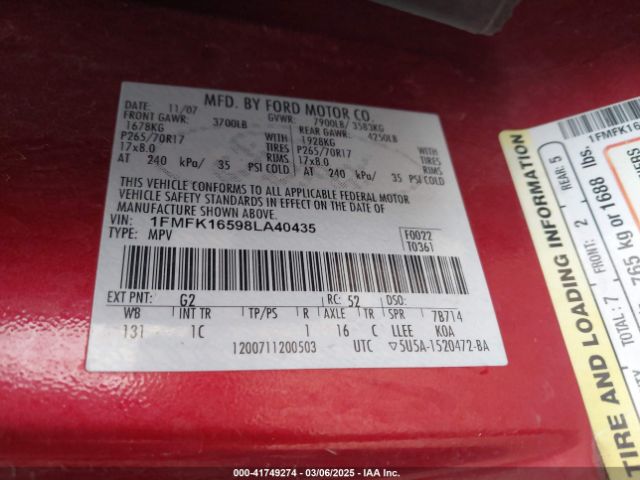 MFD. BY FORD MOTOR CO.
DATE: 11/07 GVWR: 7900LB/ 3583KG
FRONT GAWR: 3700LB REAR GAWR: 4250LB
1678KG 1928KG
P265/70R17 TIRES P265/70R17 TIRES
17x8.0 RIMS 17x8.0 RIMS
AT 240 kPa/ 35 PSI COLD AT 240 kPa/ 35 PSI COLD
THIS VEHICLE CONFORMS TO ALL APPLICABLE FEDERAL MOTOR
VEHICLE SAFETY STANDARDS IN EFFECT ON THE DATE OF
MANUFACTURE SHOWN ABOVE.
VIN: 1FMFK16598LA40435
TYPE: MPV
F0022
T0361
EXT PNT: G2 RC: 52 DSO:
WB INT TR TP/PS R AXLE TR SPR 7B714
131 1C 1 16 C LLEE KOA
1200711200503 UTC ▽5U5A-1520472-BA
TIRE AND LOADING
1FMFK16
REAR: 5
FRONT: 2
TOTAL: 7
765 kg or 1688 lbs.
000-41749274 | 03/06/2025 | IAA Inc.